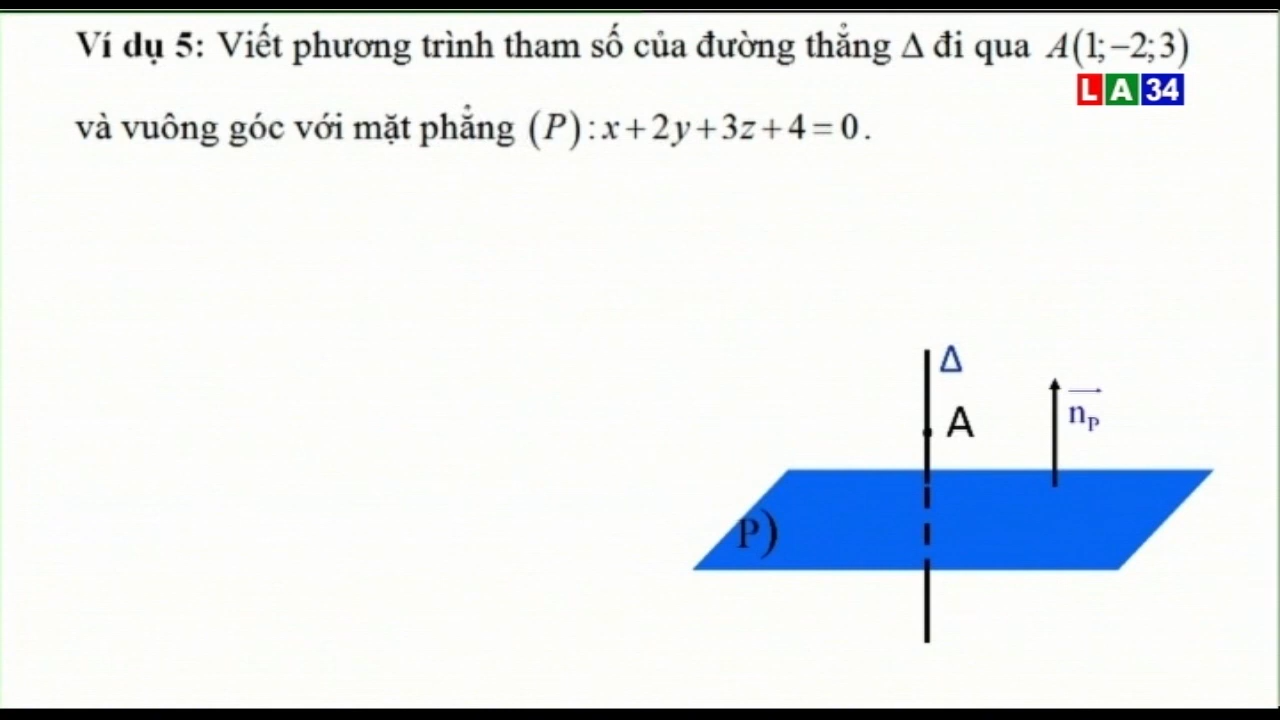 Ví dụ 5: Viết phương trình tham số của đường thẳng Δ đi qua A(1;−2;3)
LA34
và vuông góc với mặt phẳng (P):x+2y+3z+4=0.
Δ
A
n⃗_P
P)